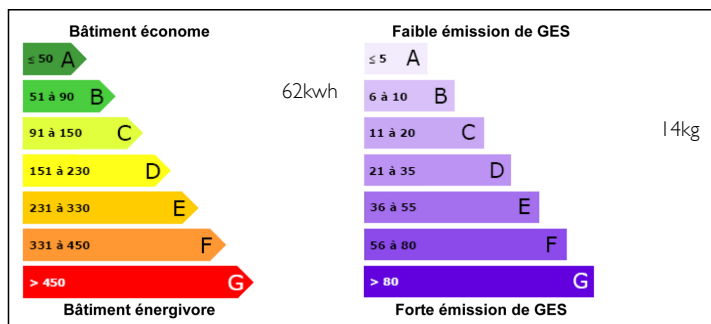 Bâtiment économe
≤ 50 A
51 à 90 B
91 à 150 C
151 à 230 D
231 à 330 E
331 à 450 F
> 450 G
Bâtiment énergivore
62kwh
Faible émission de GES
≤ 5 A
6 à 10 B
11 à 20 C
21 à 35 D
36 à 55 E
56 à 80 F
> 80 G
Forte émission de GES
14kg